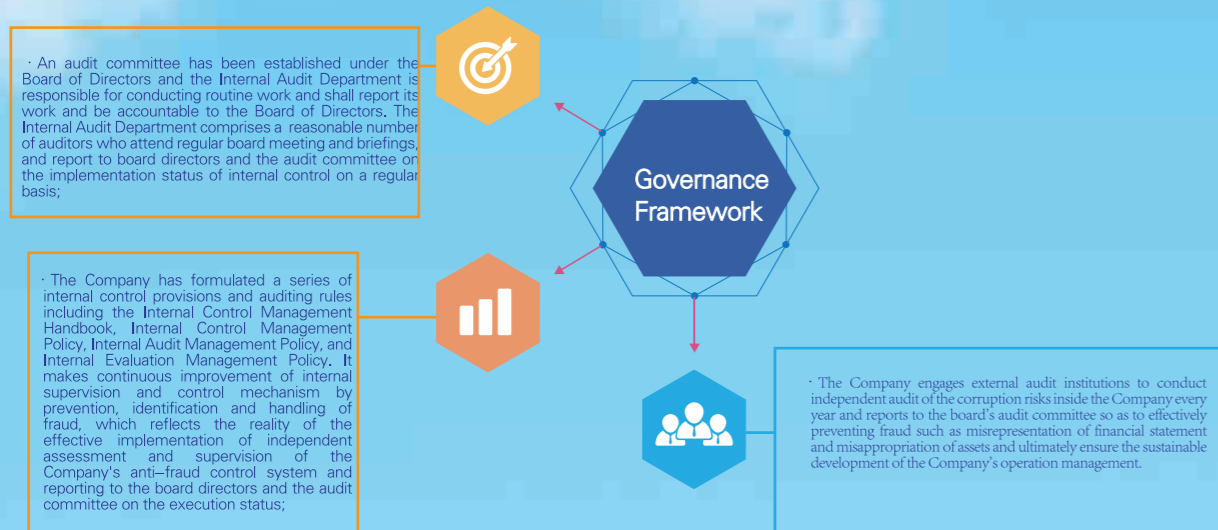 · An audit committee has been established under the
Board of Directors and the Internal Audit Department is
responsible for conducting routine work and shall report its
work and be accountable to the Board of Directors. The
Internal Audit Department comprises a reasonable number
of auditors who attend regular board meeting and briefings,
and report to board directors and the audit committee on
the implementation status of internal control on a regular
basis;
Governance
Framework
· The Company has formulated a series of
internal control provisions and auditing rules
including the Internal Control Management
Handbook, Internal Control Management
Policy, Internal Audit Management Policy, and
Internal Evaluation Management Policy. It
makes continuous improvement of internal
supervision and control mechanism by
prevention, identification and handling of
fraud, which reflects the reality of the
effective implementation of independent
assessment and supervision of the
Company's anti–fraud control system and
reporting to the board directors and the audit
committee on the execution status;
· The Company engages external audit institutions to conduct
independent audit of the corruption risks inside the Company every
year and reports to the board’s audit committee so as to effectively
preventing fraud such as misrepresentation of financial statement
and misappropriation of assets and ultimately ensure the sustainable
development of the Company’s operation management.